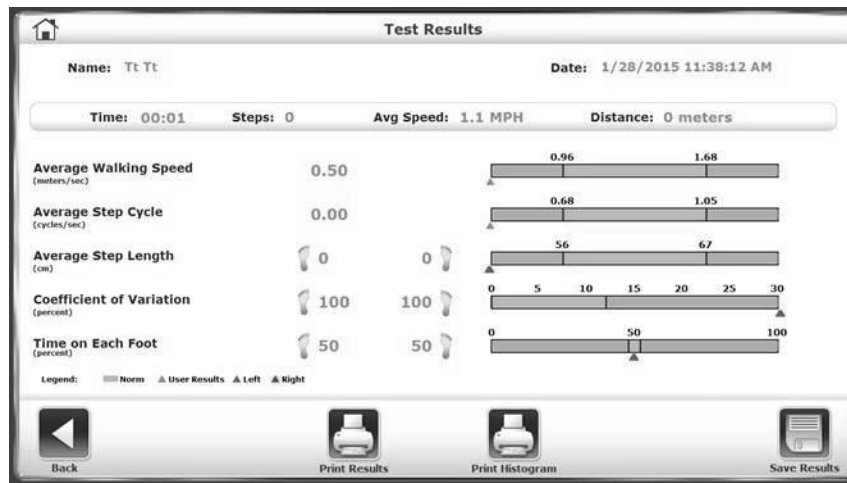 Test Results
Name: Tt Tt Date: 1/28/2015 11:38:12 AM
Time: 00:01 Steps: 0 Avg Speed: 1.1 MPH Distance: 0 meters
0.96 1.68
Average Walking Speed 0.50
(meters/sec)
0.68 1.05
Average Step Cycle 0.00
(cycles/sec)
56 67
Average Step Length 0 0
(cm)
0 5 10 15 20 25 30
Coefficient of Variation 100 100
(percent)
0 50 100
Time on Each Foot 50 50
(percent)
Legend: Norm User Results Left Right
Back Print Results Print Histogram Save Results